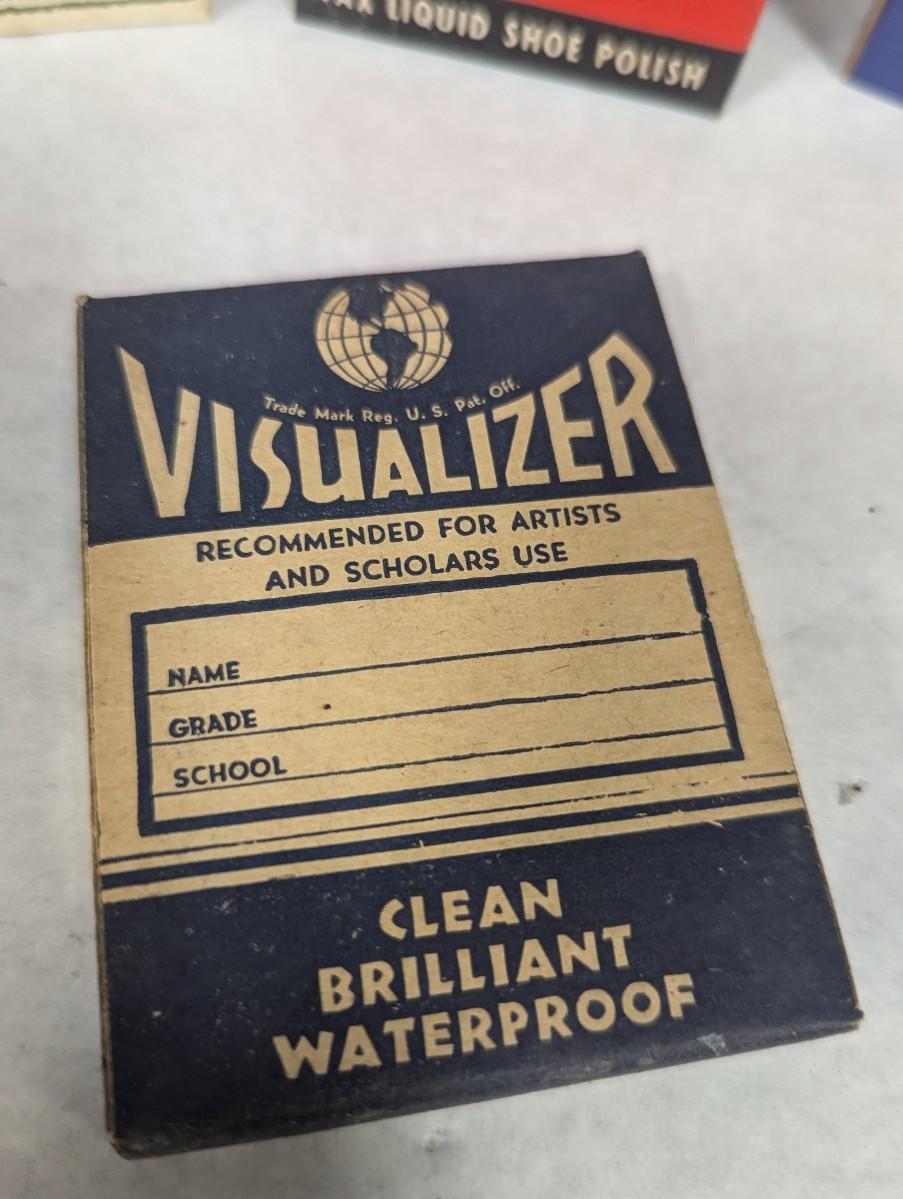 LIQUID SHOE POLISH
Trade Mark Reg. U. S. Pat. Off.
VISUALIZER
RECOMMENDED FOR ARTISTS
AND SCHOLARS USE
NAME
GRADE
SCHOOL
CLEAN
BRILLIANT
WATERPROOF